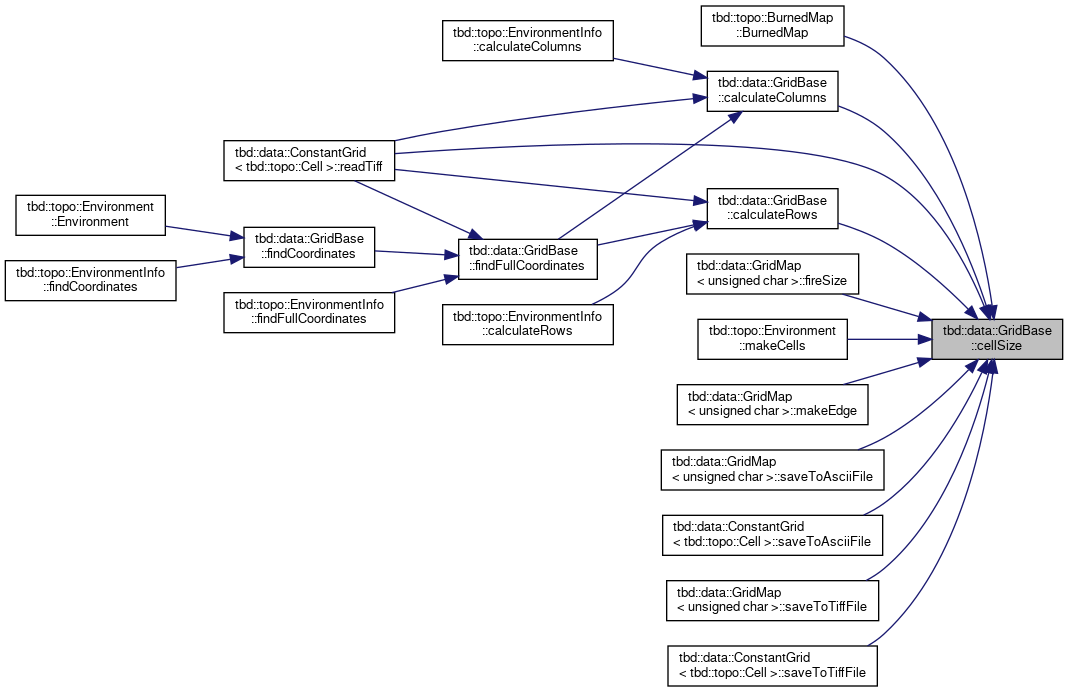 tbd::topo::BurnedMap
::BurnedMap
tbd::topo::EnvironmentInfo
::calculateColumns
tbd::data::GridBase
::calculateColumns
tbd::data::ConstantGrid
< tbd::topo::Cell >::readTiff
tbd::topo::Environment
::Environment
tbd::data::GridBase
::calculateRows
tbd::data::GridBase
::findCoordinates
tbd::data::GridBase
::findFullCoordinates
tbd::topo::EnvironmentInfo
::findCoordinates
tbd::data::GridMap
< unsigned char >::fireSize
tbd::topo::EnvironmentInfo
::findFullCoordinates
tbd::topo::EnvironmentInfo
::calculateRows
tbd::topo::Environment
::makeCells
tbd::data::GridBase
::cellSize
tbd::data::GridMap
< unsigned char >::makeEdge
tbd::data::GridMap
< unsigned char >::saveToAsciiFile
tbd::data::ConstantGrid
< tbd::topo::Cell >::saveToAsciiFile
tbd::data::GridMap
< unsigned char >::saveToTiffFile
tbd::data::ConstantGrid
< tbd::topo::Cell >::saveToTiffFile